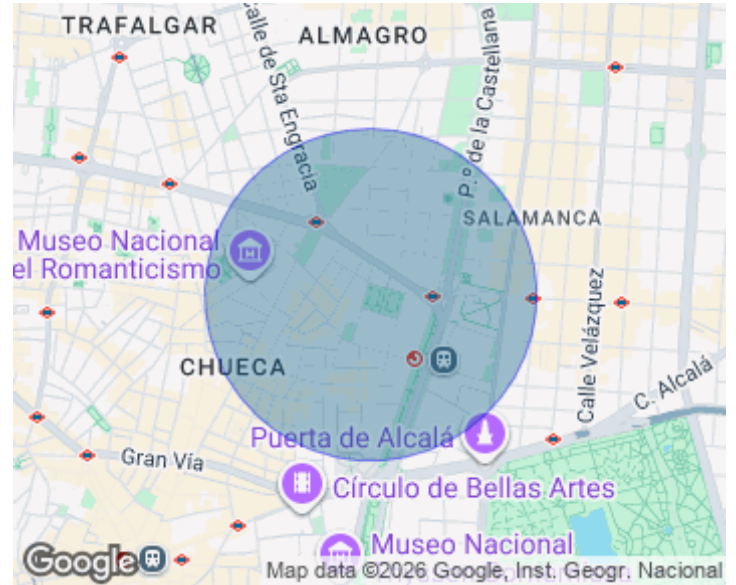 TRAFALGAR
ALMAGRO
Calle de Sta Engracia
P.º de la Castellana
SALAMANCA
Museo Nacional
el Romanticismo
Calle Velázquez
CHUECA
C. Alcalá
Puerta de Alcalá
Gran Vía
Círculo de Bellas Artes
Museo Nacional
Google
Map data ©2026 Google, Inst. Geogr. Nacional